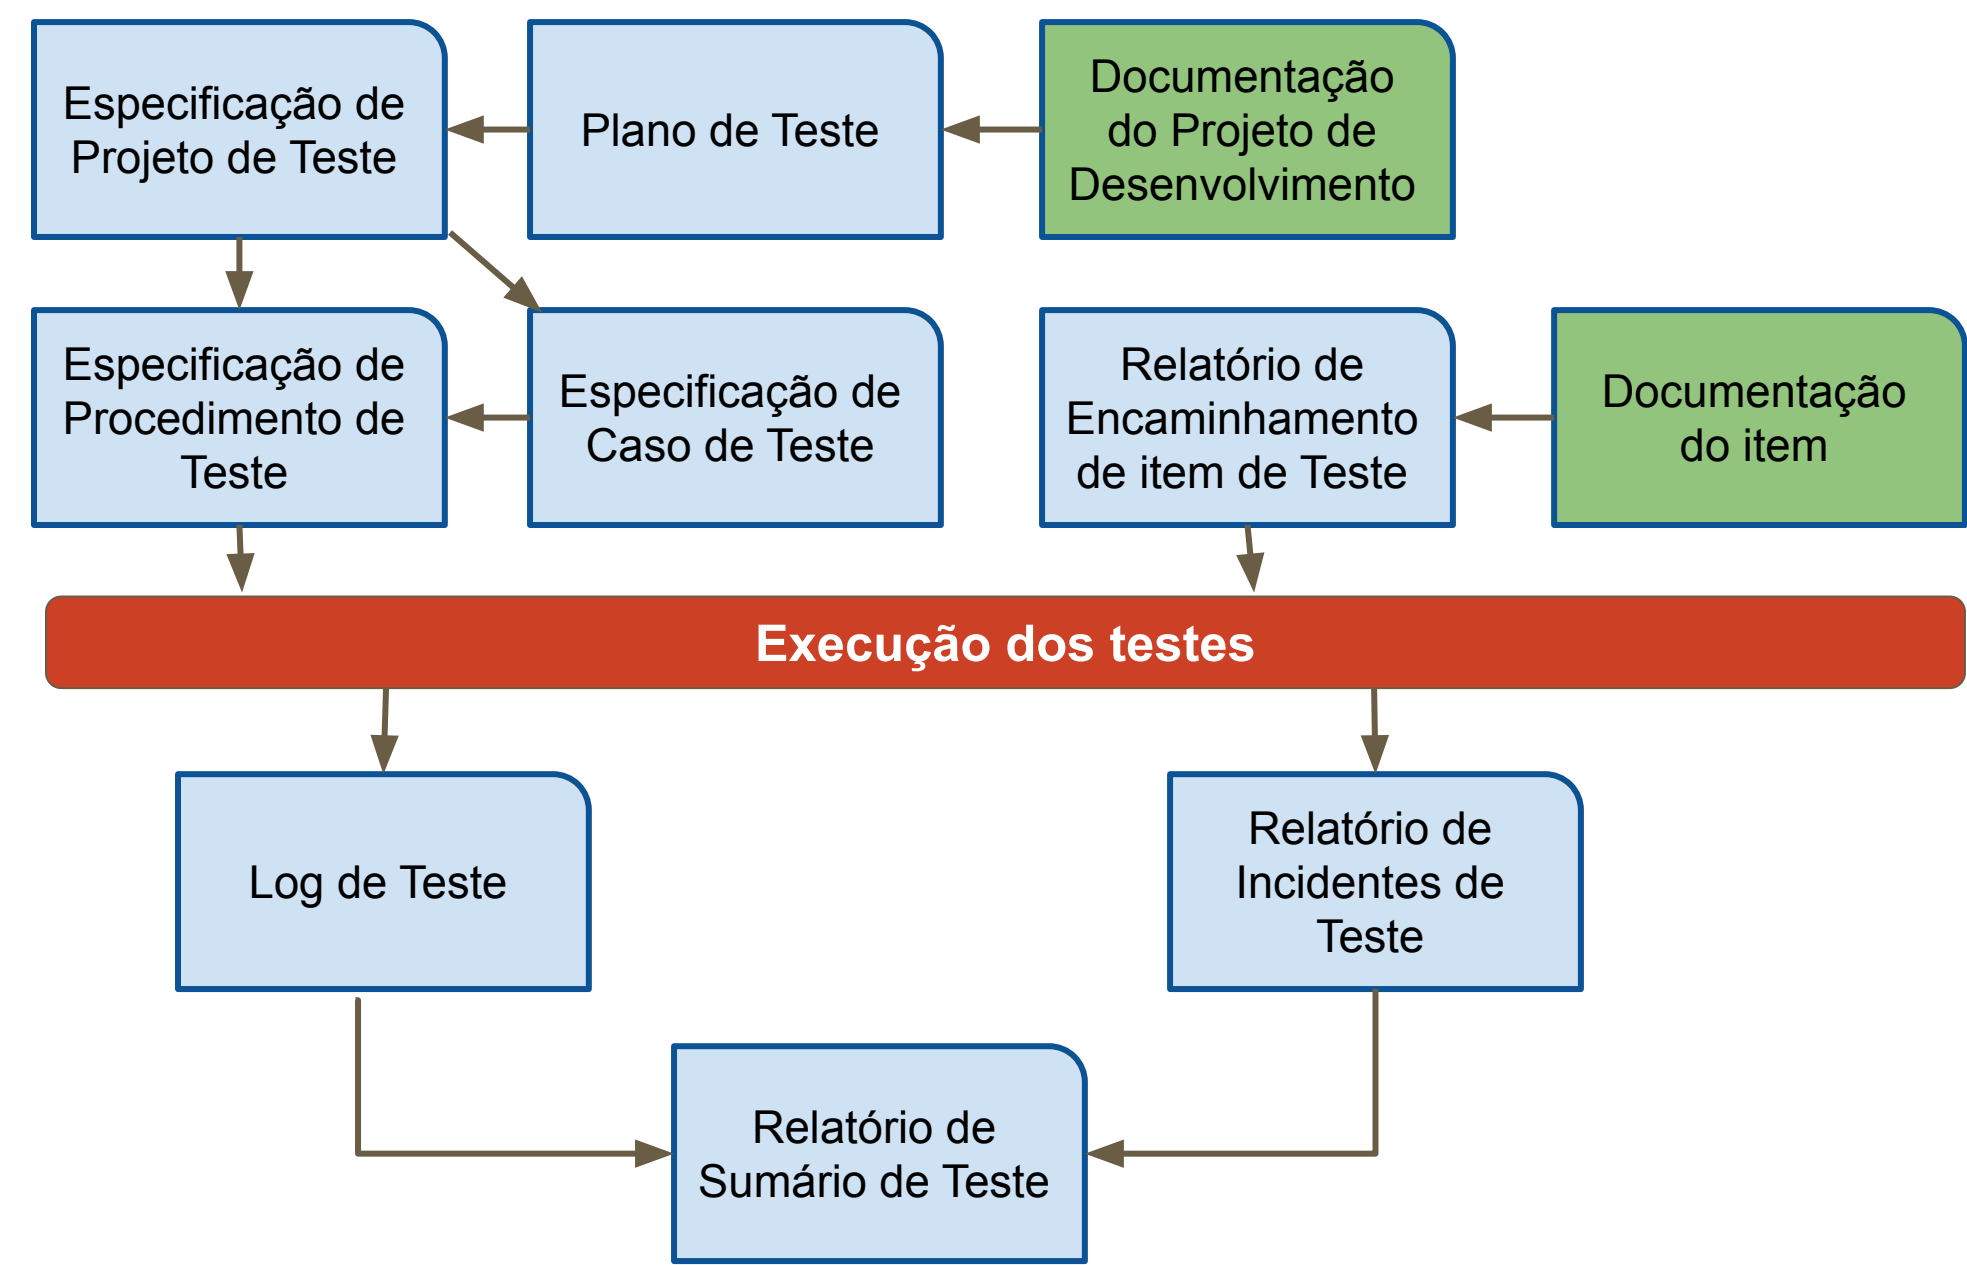 Especificação de
Projeto de Teste
Plano de Teste
Documentação
do Projeto de
Desenvolvimento
Especificação de
Procedimento de
Teste
Especificação de
Caso de Teste
Relatório de
Encaminhamento
de item de Teste
Documentação
do item
Execução dos testes
Log de Teste
Relatório de
Incidentes de
Teste
Relatório de
Sumário de Teste